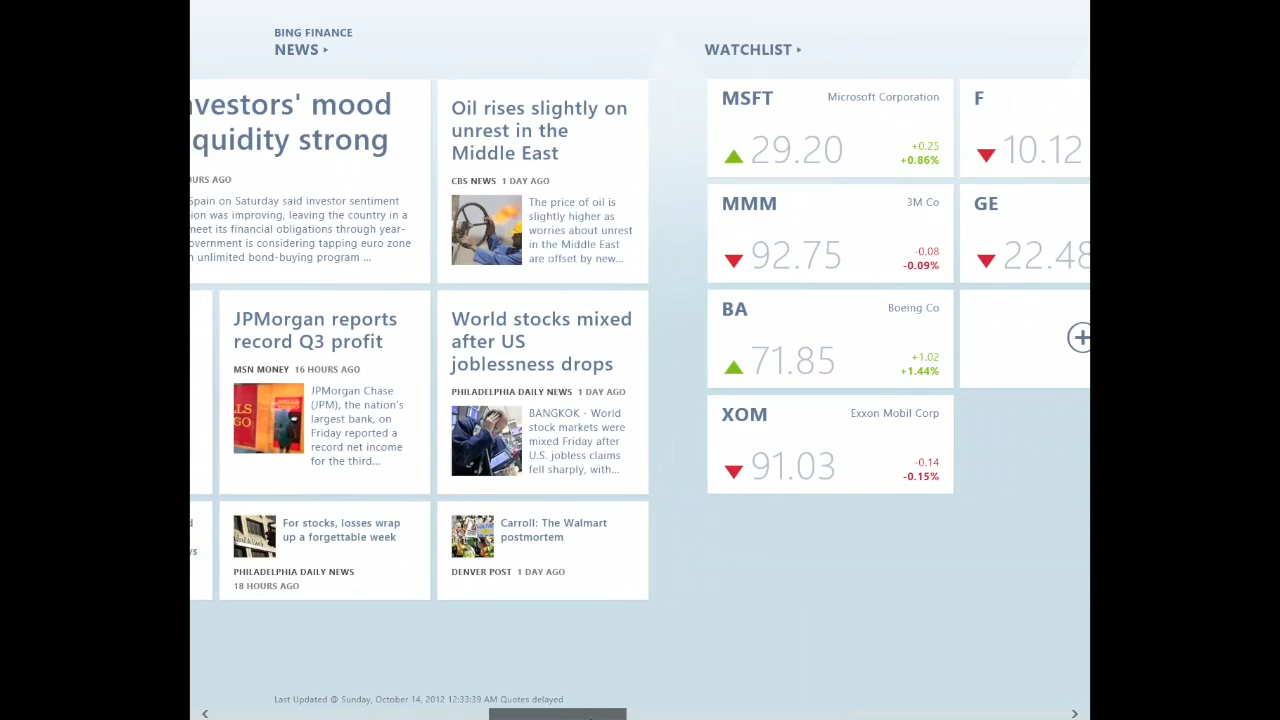 BING FINANCE
NEWS
nvestors' mood
quidity strong
OURS AGO
Spain on Saturday said investor sentiment
ion was improving, leaving the country in a
meet its financial obligations through year-
overnment is considering tapping euro zone
n unlimited bond-buying program ...
Oil rises slightly on
unrest in the
Middle East
CBS NEWS 1 DAY AGO
The price of oil is
slightly higher as
worries about unrest
in the Middle East
are offset by new...
JPMorgan reports
record Q3 profit
MSN MONEY 16 HOURS AGO
JPMorgan Chase
(JPM), the nation's
largest bank, on
Friday reported a
record net income
for the third...
World stocks mixed
after US
joblessness drops
PHILADELPHIA DAILY NEWS 1 DAY AGO
BANGKOK - World
stock markets were
mixed Friday after
U.S. jobless claims
fell sharply, with...
For stocks, losses wrap
up a forgettable week
PHILADELPHIA DAILY NEWS
18 HOURS AGO
Carroll: The Walmart
postmortem
DENVER POST 1 DAY AGO
WATCHLIST
MSFT Microsoft Corporation
29.20 +0.25
+0.86%
F
10.12
MMM 3M Co
92.75 -0.08
-0.09%
GE
22.48
BA Boeing Co
71.85 +1.02
+1.44%
XOM Exxon Mobil Corp
91.03 -0.14
-0.15%
Last Updated @ Sunday, October 14, 2012 12:33:39 AM Quotes delayed